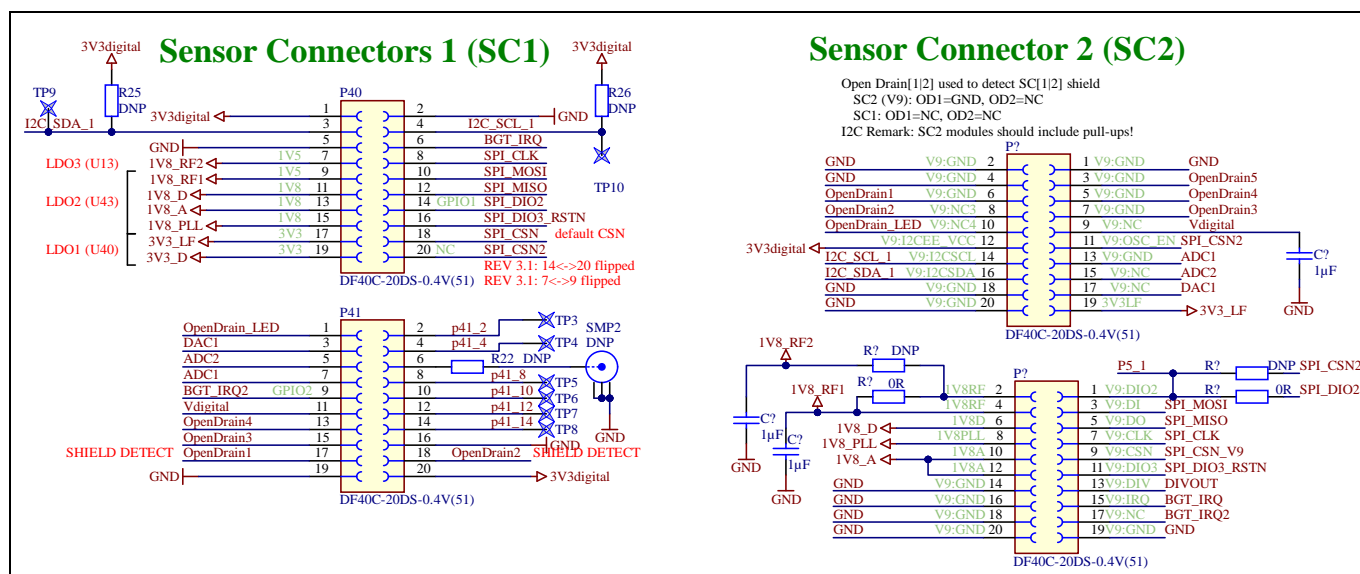 Sensor Connectors 1 (SC1)
3V3digital
3V3digital
TP9
R25
DNP
R26
DNP
P40
I2C_SDA_1
3V3digital
1
2
GND
3
4
I2C_SCL_1
GND
5
6
BGT_IRQ
LDO3 (U13)
1V8_RF2
1V5
7
8
SPI_CLK
1V8_RF1
1V5
9
10
SPI_MOSI
TP10
LDO2 (U43)
1V8_D
1V8
11
12
SPI_MISO
1V8_A
1V8
13
14
GPIO1
SPI_DIO2
1V8_PLL
1V8
15
16
SPI_DIO3_RSTN
3V3_LF
3V3
17
18
SPI_CSN
default CSN
LDO1 (U40)
3V3_D
3V3
19
20
NC
SPI_CSN2
REV 3.1: 14<->20 flipped
REV 3.1: 7<->9 flipped
DF40C-20DS-0.4V(51)
P41
OpenDrain_LED
1
2
p41_2
TP3
SMP2
DNP
DAC1
3
4
p41_4
TP4
ADC2
5
6
R22
DNP
ADC1
7
8
p41_8
TP5
BGT_IRQ2
GPIO2
9
10
p41_10
TP6
Vdigital
11
12
p41_12
TP7
OpenDrain4
13
14
p41_14
TP8
GND
OpenDrain3
15
16
GND
SHIELD DETECT
OpenDrain1
17
18
OpenDrain2
SHIELD DETECT
GND
19
20
3V3digital
DF40C-20DS-0.4V(51)
Sensor Connector 2 (SC2)
Open Drain[1|2] used to detect SC[1|2] shield
SC2 (V9): OD1=GND, OD2=NC
SC1: OD1=NC, OD2=NC
I2C Remark: SC2 modules should include pull-ups!
P?
GND
V9:GND
2
1
V9:GND
GND
GND
V9:GND
4
3
V9:GND
OpenDrain5
OpenDrain1
V9:GND
6
5
V9:GND
OpenDrain4
OpenDrain2
V9:NC3
8
7
V9:GND
OpenDrain3
OpenDrain_LED
V9:NC4
10
9
V9:NC
Vdigital
3V3digital
V9:I2CEE_VCC
12
11
V9:OSC_EN
SPI_CSN2
I2C_SCL_1
V9:I2CSCL
14
13
V9:GND
ADC1
C?
1µF
I2C_SDA_1
V9:I2CSDA
16
15
V9:NC
ADC2
GND
V9:GND
18
17
V9:NC
DAC1
GND
V9:GND
20
19
3V3LF
3V3_LF
GND
DF40C-20DS-0.4V(51)
1V8_RF2
R?
DNP
1V8_RF1
R?
0R
P?
P5_1
R?
DNP
SPI_CSN2
R?
0R
SPI_DIO2
1V8RF
2
1
V9:DIO2
C?
1µF
1V8RF
4
3
V9:DI
SPI_MOSI
1V8_D
1V8D
6
5
V9:DO
SPI_MISO
C?
1µF
1V8_PLL
1V8PLL
8
7
V9:CLK
SPI_CLK
1V8_A
1V8A
10
9
V9:CSN
SPI_CSN_V9
GND
1V8A
12
11
V9:DIO3
SPI_DIO3_RSTN
GND
GND
V9:GND
14
13
V9:DIV
DIVOUT
GND
V9:GND
16
15
V9:IRQ
BGT_IRQ
GND
V9:GND
18
17
V9:NC
BGT_IRQ2
GND
V9:GND
20
19
V9:GND
GND
DF40C-20DS-0.4V(51)